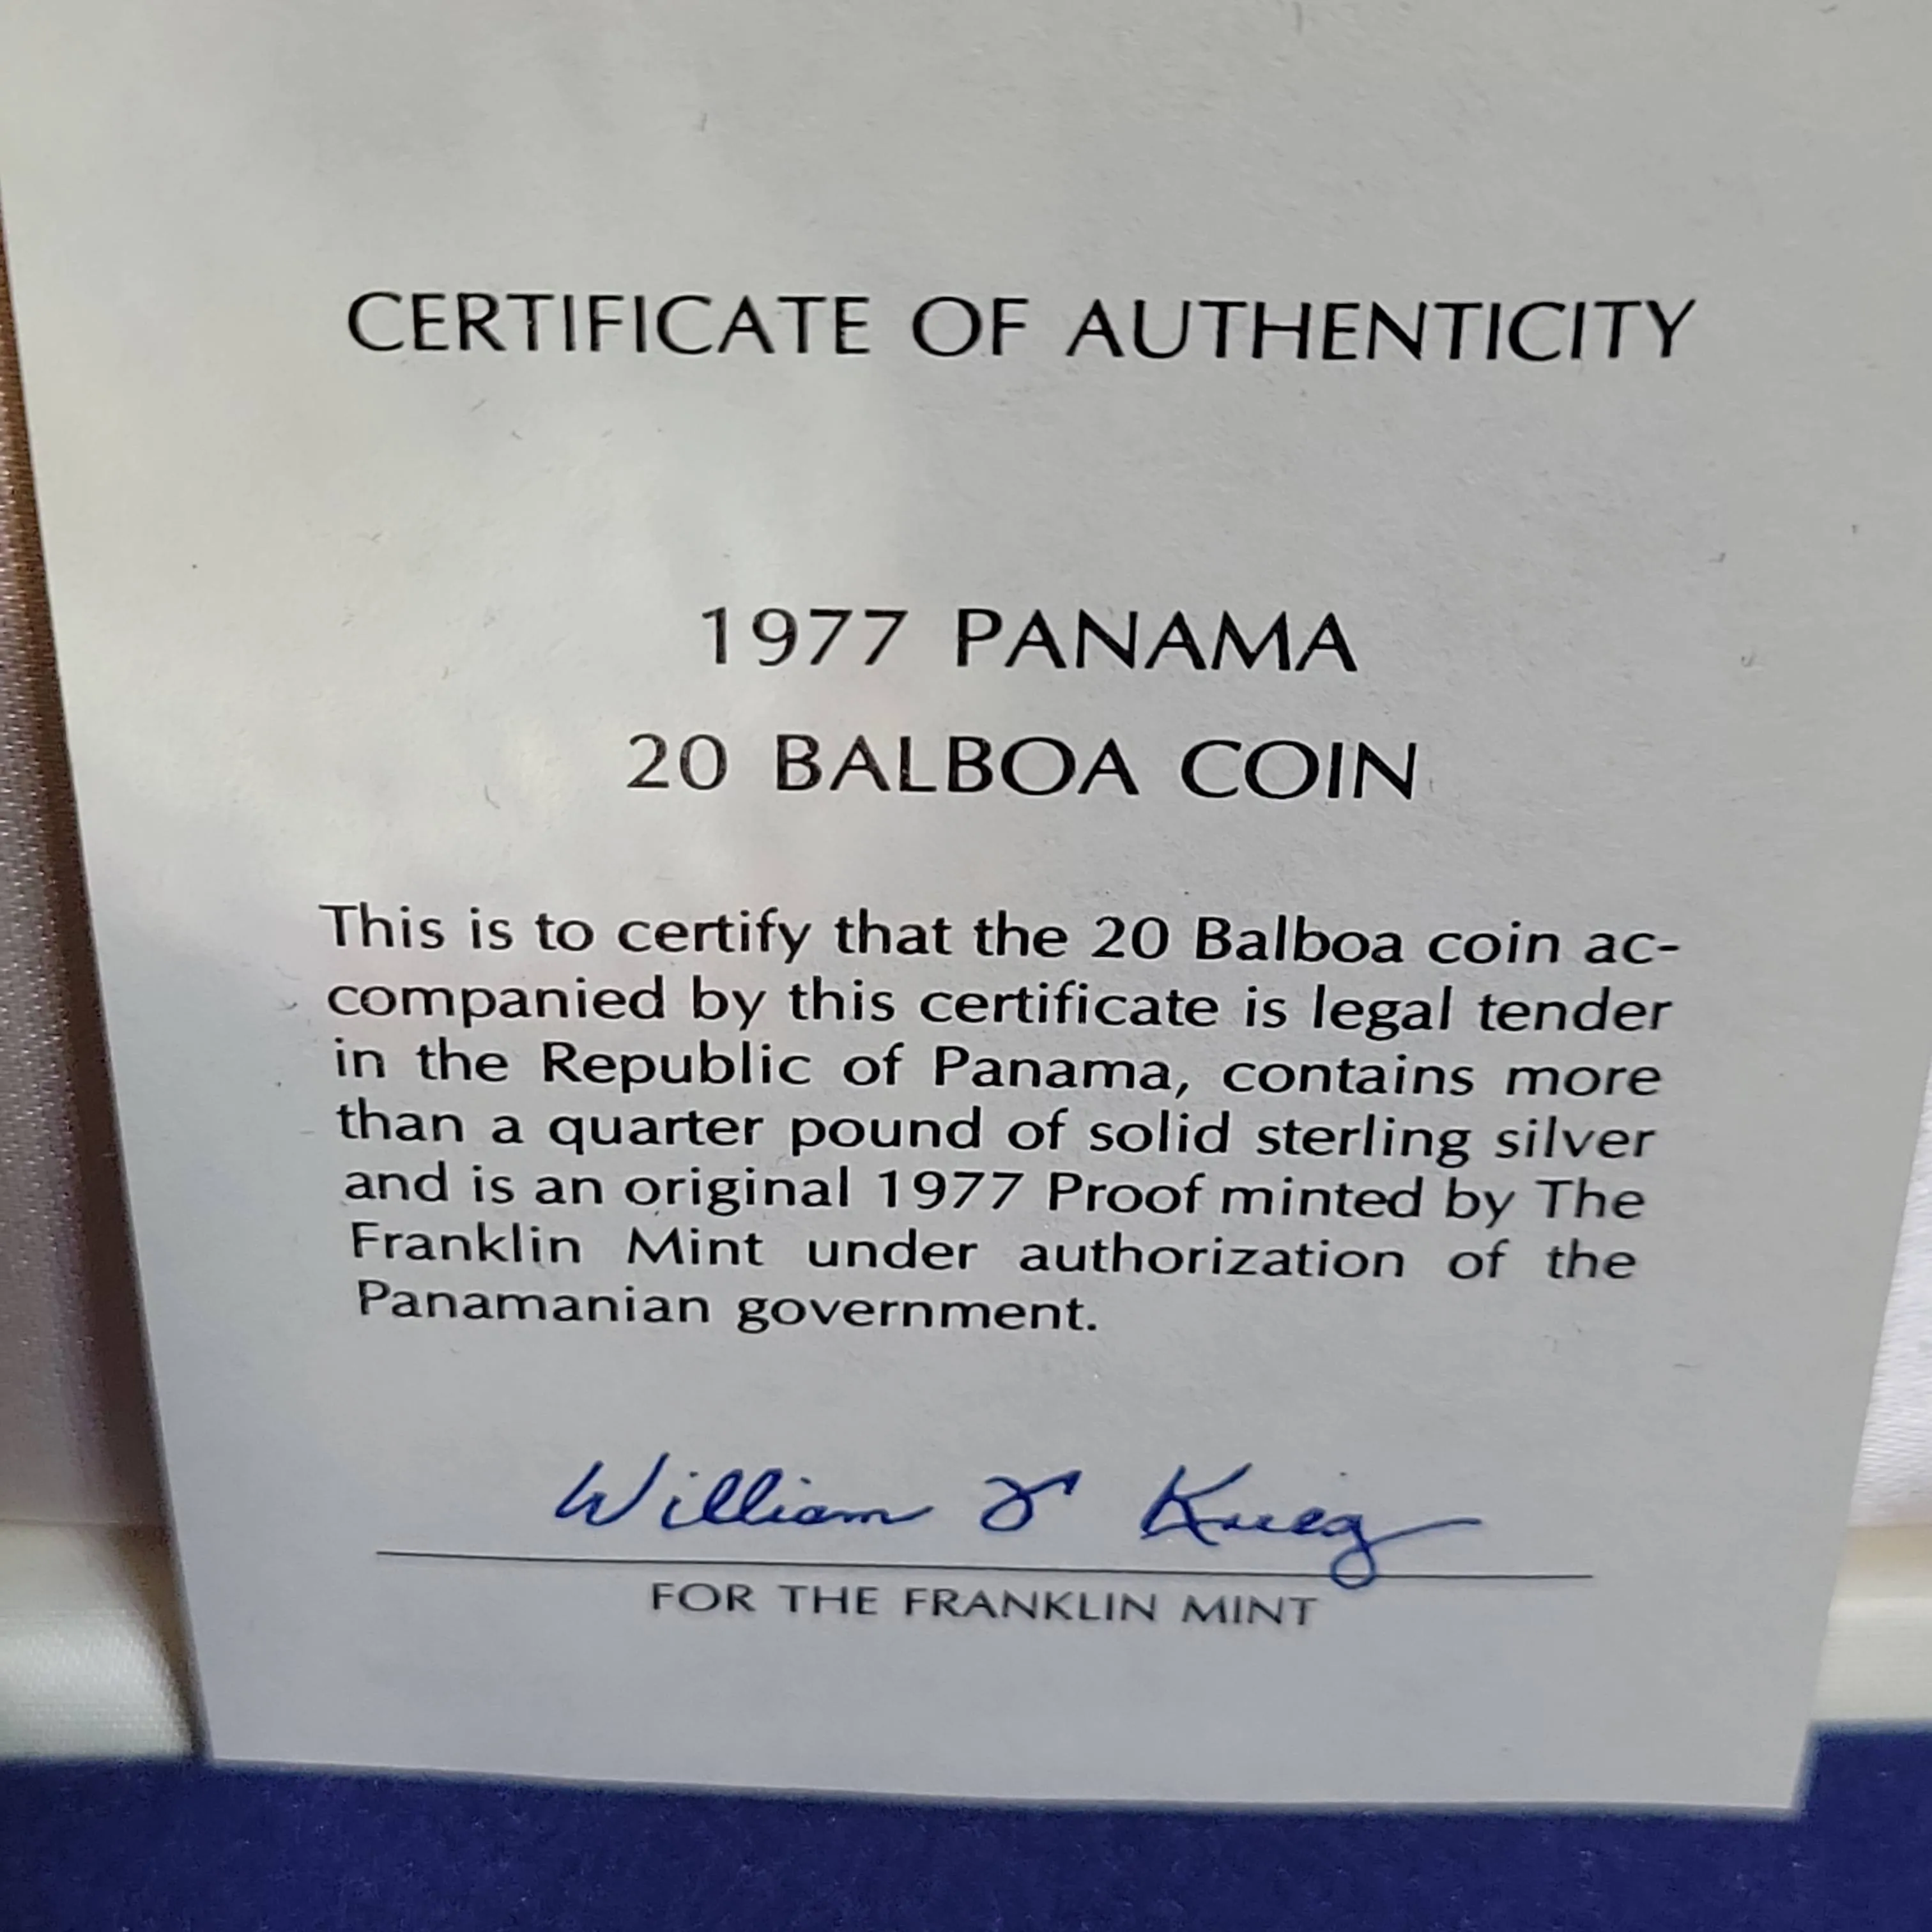 CERTIFICATE OF AUTHENTICITY
1977 PANAMA
20 BALBOA COIN
This is to certify that the 20 Balboa coin ac-
companied by this certificate is legal tender
in the Republic of Panama, contains more
than a quarter pound of solid sterling silver
and is an original 1977 Proof minted by The
Franklin Mint under authorization of the
Panamanian government.
William Krieg
FOR THE FRANKLIN MINT